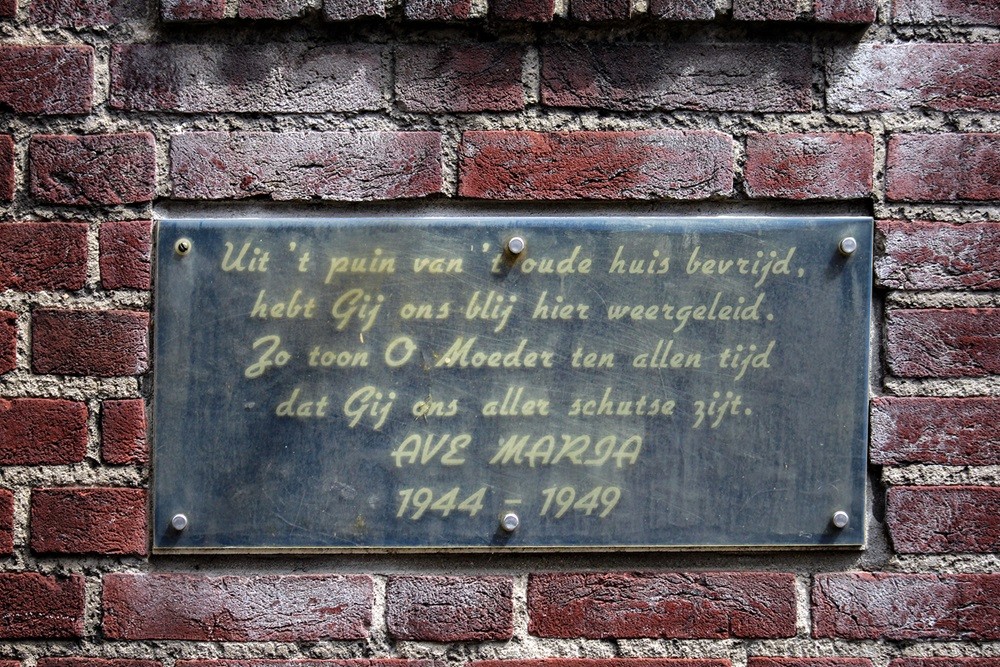 Uit 't puin van 't oude huis bevrijd,
hebt Gij ons blij hier weergeleid.
Zo toon O Moeder ten allen tijd
dat Gij ons aller schutse zijt.
AVE MARIA
1944 - 1949